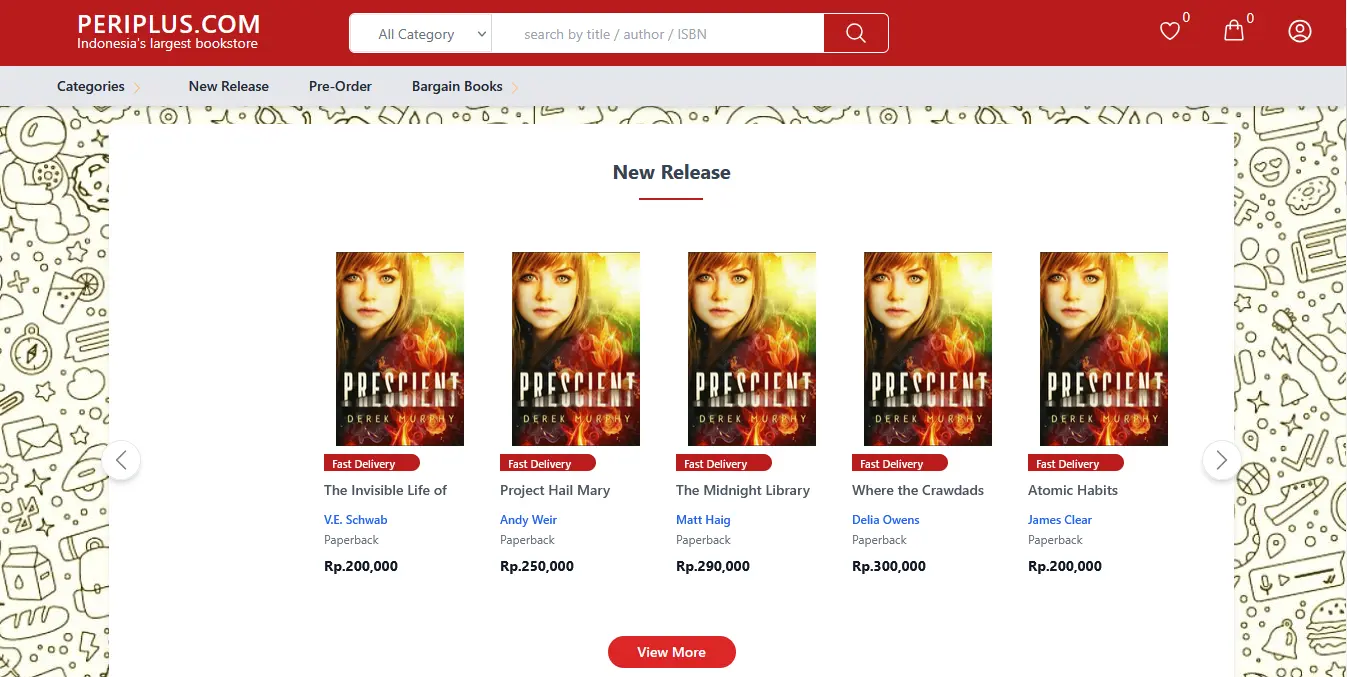 PERIPLUS.COM
Indonesia's largest bookstore
All Category
search by title / author / ISBN
0
0
Categories
New Release
Pre-Order
Bargain Books
New Release
PRESCIENT
DEREK MURPHY
PRESCIENT
DEREK MURPHY
PRESCIENT
DEREK MURPHY
PRESCIENT
DEREK MURPHY
PRESCIENT
DEREK MURPHY
Fast Delivery
Fast Delivery
Fast Delivery
Fast Delivery
Fast Delivery
The Invisible Life of
Project Hail Mary
The Midnight Library
Where the Crawdads
Atomic Habits
V.E. Schwab
Andy Weir
Matt Haig
Delia Owens
James Clear
Paperback
Paperback
Paperback
Paperback
Paperback
Rp.200,000
Rp.250,000
Rp.290,000
Rp.300,000
Rp.200,000
View More